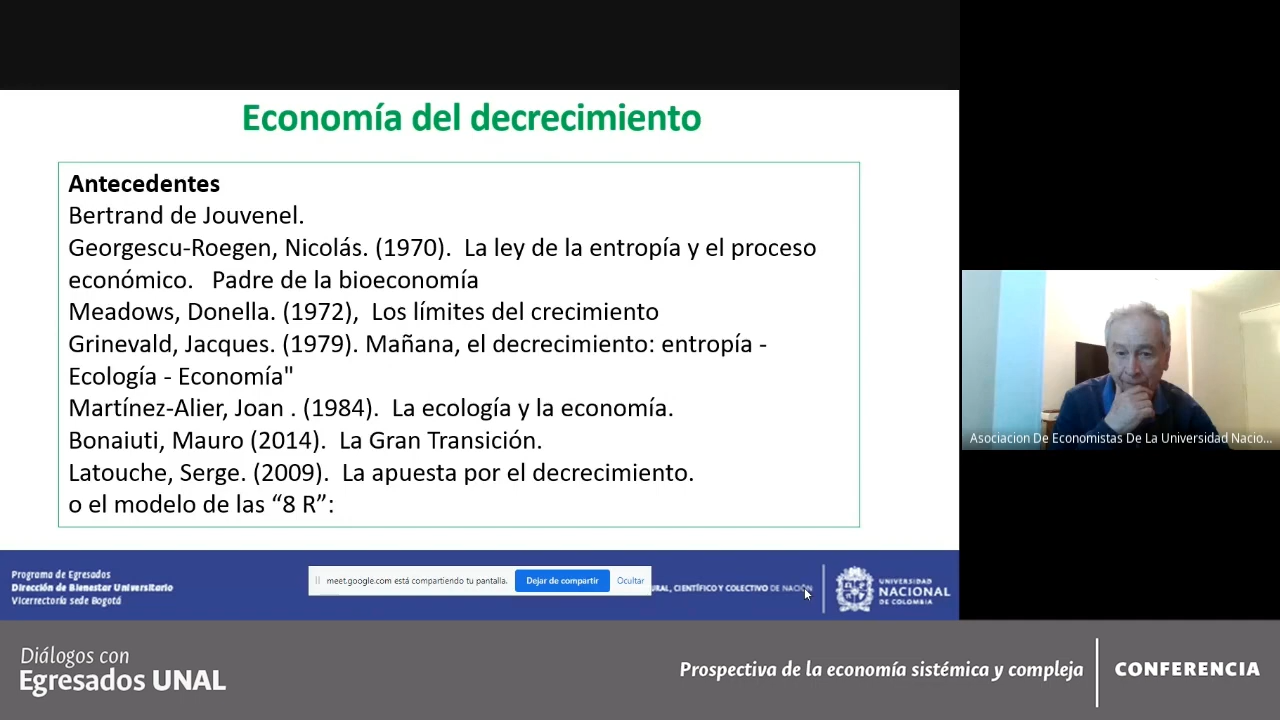 Economía del decrecimiento
Antecedentes
Bertrand de Jouvenel.
Georgescu-Roegen, Nicolás. (1970).  La ley de la entropía y el proceso
económico.   Padre de la bioeconomía
Meadows, Donella. (1972),  Los límites del crecimiento
Grinevald, Jacques. (1979). Mañana, el decrecimiento: entropía -
Ecología - Economía"
Martínez-Alier, Joan . (1984).  La ecología y la economía.
Bonaiuti, Mauro (2014).  La Gran Transición.
Latouche, Serge. (2009).  La apuesta por el decrecimiento.
o el modelo de las “8 R”:
Asociacion De Economistas De La Universidad Nacio...
Programa de Egresados
Dirección de Bienestar Universitario
Vicerrectoría sede Bogotá
meet.google.com está compartiendo tu pantalla.
Dejar de compartir
Ocultar
URAL, CIENTÍFICO Y COLECTIVO DE NACIÓN
UNIVERSIDAD
NACIONAL
DE COLOMBIA
Diálogos con
Egresados UNAL
Prospectiva de la economía sistémica y compleja
CONFERENCIA